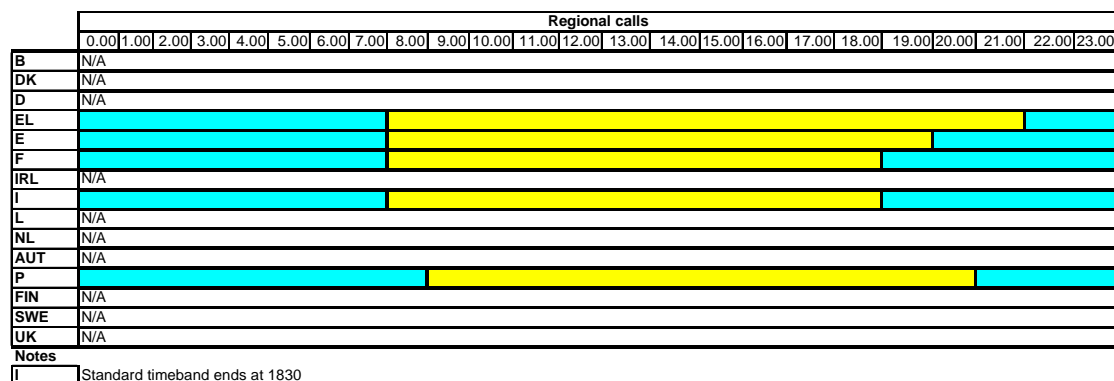 Regional calls
0.00 1.00 2.00 3.00 4.00 5.00 6.00 7.00 8.00 9.00 10.00 11.00 12.00 13.00 14.00 15.00 16.00 17.00 18.00 19.00 20.00 21.00 22.00 23.00
B N/A
DK N/A
D N/A
EL
E
F
IRL N/A
I
L N/A
NL N/A
AUT N/A
P
FIN N/A
SWE N/A
UK N/A
Notes
I Standard timeband ends at 1830